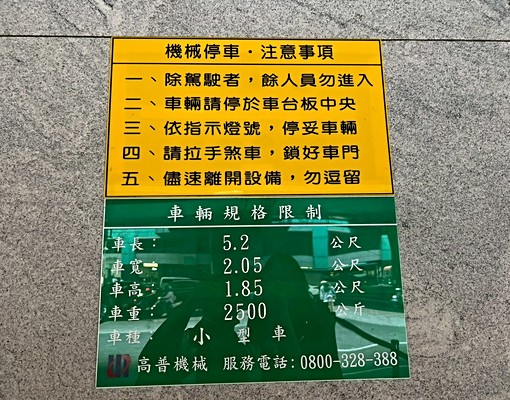 機械停車·注意事項
一、除駕駛者，餘人員勿進入
二、車輛請停於車台板中央
三、依指示燈號，停妥車輛
四、請拉手煞車，鎖好車門
五、儘速離開設備，勿逗留
車輛規格限制
車長： 5.2 公尺
車寬： 2.05 公尺
車高： 1.85 公尺
車重： 2500 公斤
車種： 小型車
高普機械 服務電話：0800-328-388